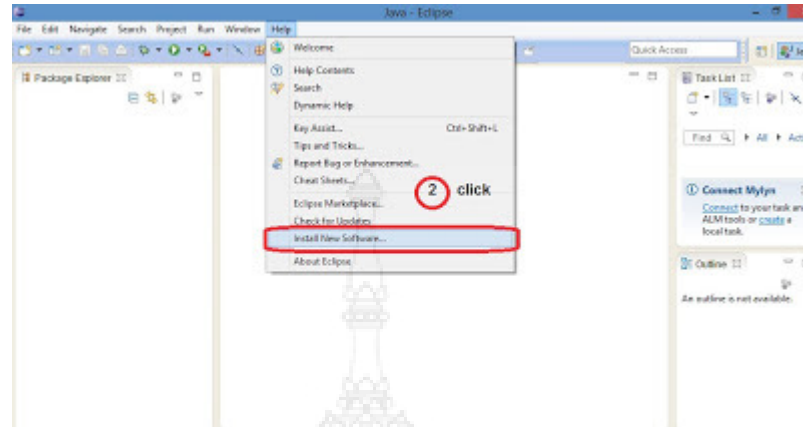 Java - Eclipse
File Edit Navigate Search Project Run Window Help
Quick Access
Package Explorer
Welcome
Help Contents
Search
Dynamic Help
Key Assist... Ctrl+Shift+L
Tips and Tricks...
Report Bug or Enhancement...
Cheat Sheets...
2 click
Eclipse Marketplace...
Check for Updates
Install New Software...
About Eclipse
Task List
Find All
Connect Mylyn
Connect to your task
ALM tools or create a
local task.
Outline
An outline is not available.